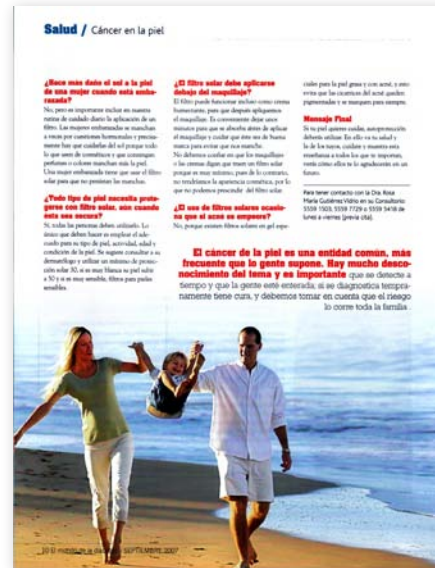 Salud / Cáncer en la piel
¿Hace más daño el sol a la piel
de una mujer cuando está emba-
razada?
No, pero es importante incluir en nuestra
rutina de cuidado diario la aplicación de un
filtro. Las mujeres embarazadas se manchan
a veces por cuestiones hormonales y precisa-
mente hay que cuidarlas del sol porque todo
lo que usen de cosméticos y que contengan
perfumes o colores manchan más la piel.
Una mujer embarazada tiene que usar el filtro
solar para que no presenten las manchas.
¿Todo tipo de piel necesita prote-
gerse con filtro solar, aún cuando
ésta sea oscura?
Sí, todas las personas deben utilizarlo. Lo
único que deben hacer es emplear el ade-
cuado para su tipo de piel, actividad, edad y
condición de la piel. Se sugiere consultar a su
dermatólogo y utilizar un mínimo de protec-
ción solar 30, si es muy blanca su piel subir
a 50 y si es muy sensible, filtros para pieles
sensibles.
¿El filtro solar debe aplicarse
debajo del maquillaje?
El filtro puede funcionar incluso como crema
humectante, para que después apliquemos
el maquillaje. Es conveniente dejar unos
minutos para que se absorba antes de aplicar
el maquillaje y cuidar que éste sea de buena
marca para evitar que nos manche.
No debemos confiar en que los maquillajes
o las cremas digan que traen un filtro solar
porque es muy mínimo, pues de lo contrario,
no tendríamos la apariencia cosmética, por lo
que no podemos prescindir del filtro solar.
¿El uso de filtros solares ocasio-
na que el acné se empeore?
No, porque existen filtros solares en gel espe-
ciales para la piel grasa y con acné, y esto
evita que las cicatrices del acné queden
pigmentadas y se marquen para siempre.
Mensaje Final
Si tu piel quieres cuidar, autoprotección
deberás utilizar. En ello va tu salud y
la de los tuyos, cuídate y muestra esta
enseñanza a todos los que te importan,
verás cómo ellos te lo agradecerán en un
futuro.
Para tener contacto con la Dra. Rosa
María Gutiérrez Vidrio en su Consultorio:
5559 1503, 5559 7729 o 5559 3418 de
lunes a viernes (previa cita).
El cáncer de la piel es una entidad común, más
frecuente que lo gente supone. Hay mucho desco-
nocimiento del tema y es importante que se detecte a
tiempo y que la gente esté enterada; si se diagnostica tempra-
namente tiene cura, y debemos tomar en cuenta que el riesgo
lo corre toda la familia.
El mundo de la
SEPTIEMBRE 2007